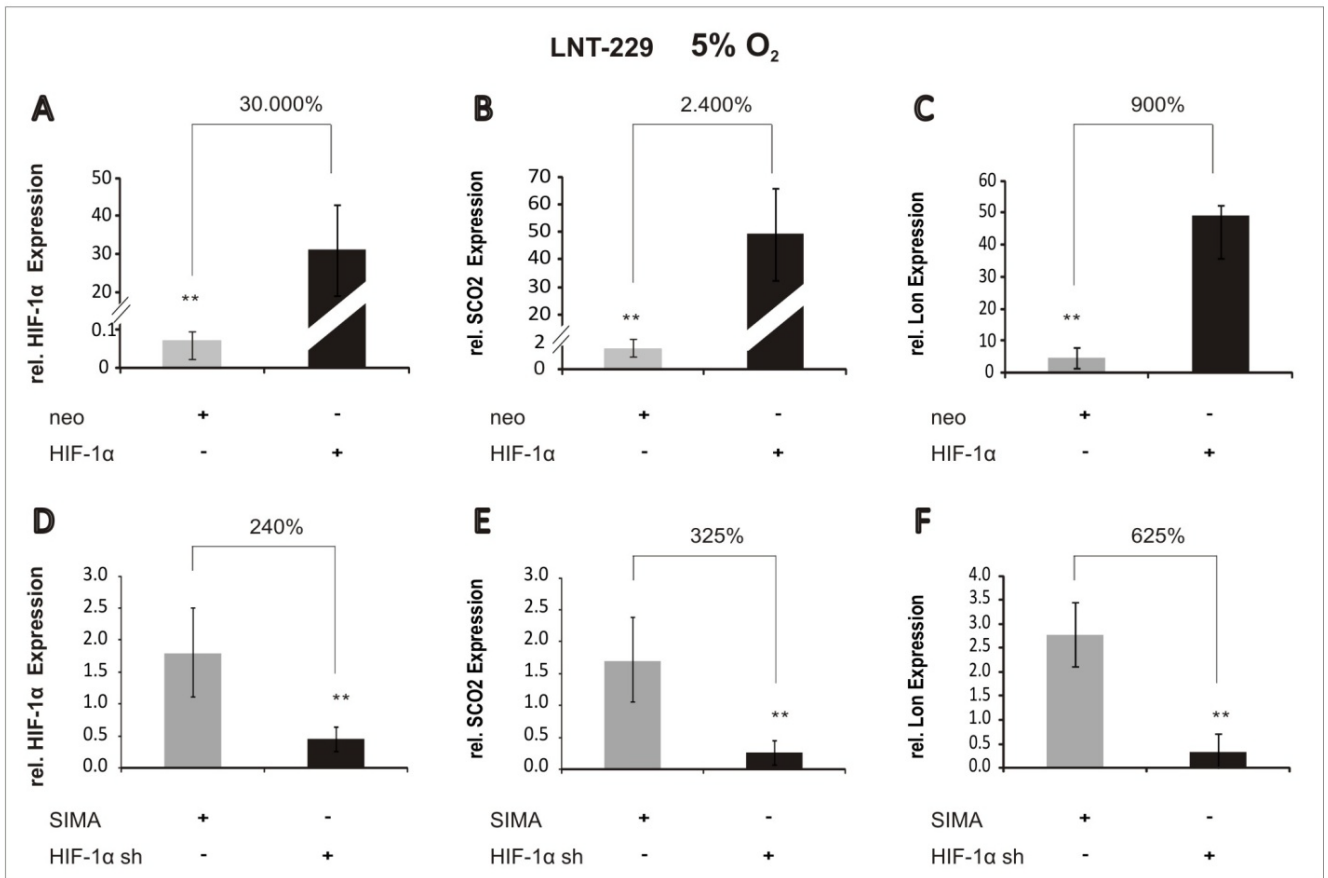 LNT-229 5% O₂
A
30.000%
rel. HIF-1α Expression
50
40
30
20
0.1
0
**
neo + -
HIF-1α - +
B
2.400%
rel. SCO2 Expression
70
60
50
40
30
20
2
0
**
neo + -
HIF-1α - +
C
900%
rel. Lon Expression
60
50
40
30
20
10
0
**
neo + -
HIF-1α - +
D
240%
rel. HIF-1α Expression
3.0
2.5
2.0
1.5
1.0
0.5
0.0
**
SIMA + -
HIF-1α sh - +
E
325%
rel. SCO2 Expression
3.0
2.5
2.0
1.5
1.0
0.5
0.0
**
SIMA + -
HIF-1α sh - +
F
625%
rel. Lon Expression
4.0
3.5
3.0
2.5
2.0
1.5
1.0
0.5
0.0
**
SIMA + -
HIF-1α sh - +